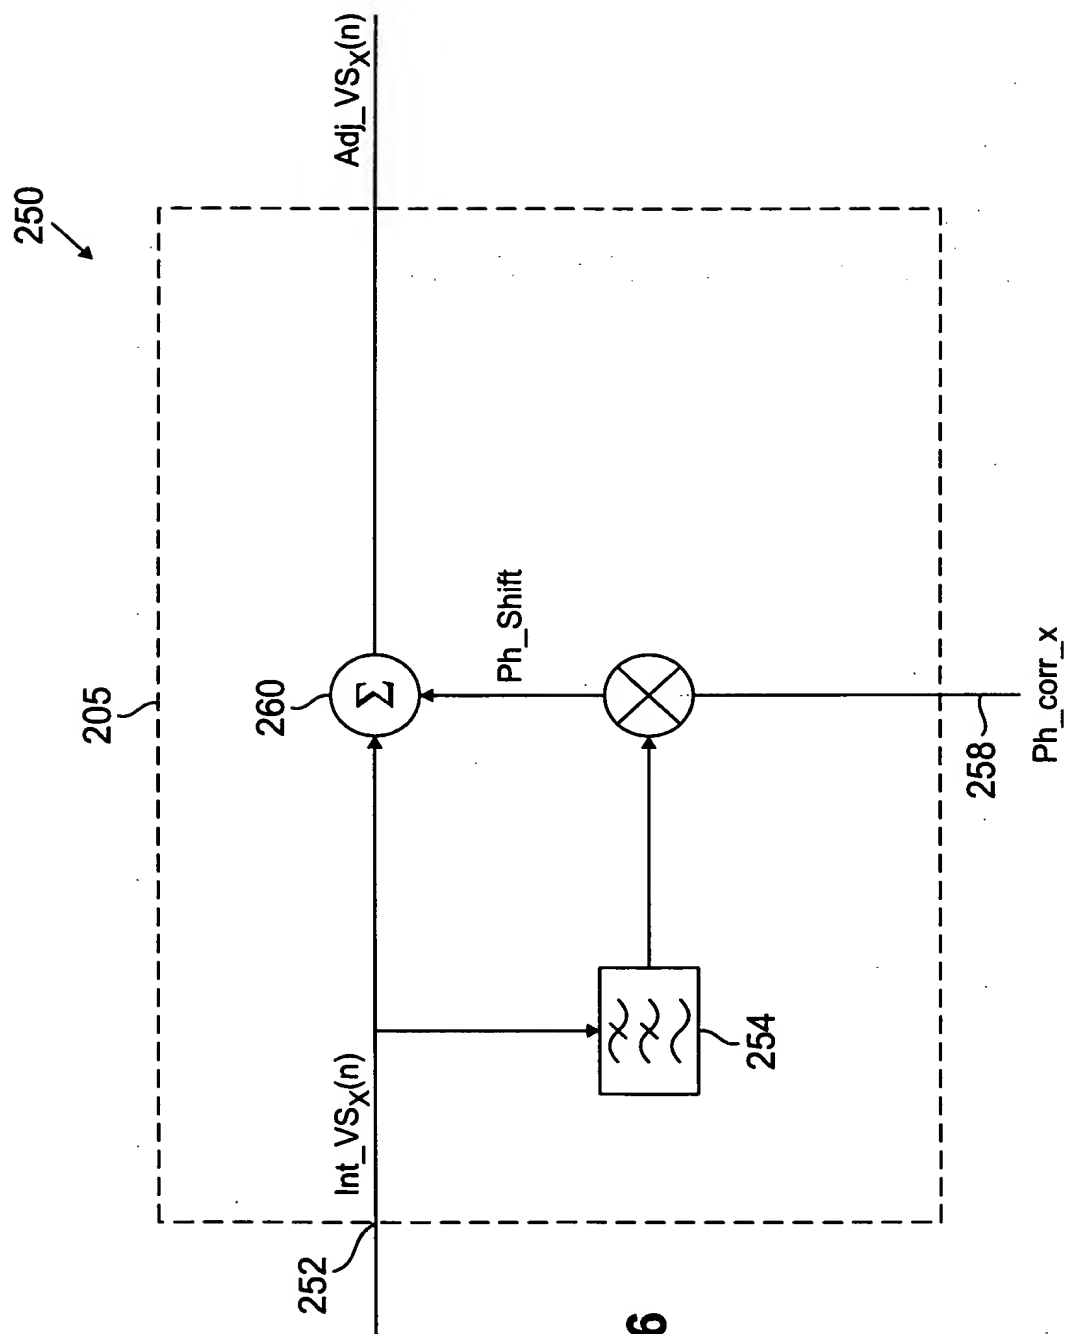 250
205
Int_VSX(n)
Adj_VSX(n)
252
260
Σ
Ph_Shift
254
258
Ph_corr_x
6